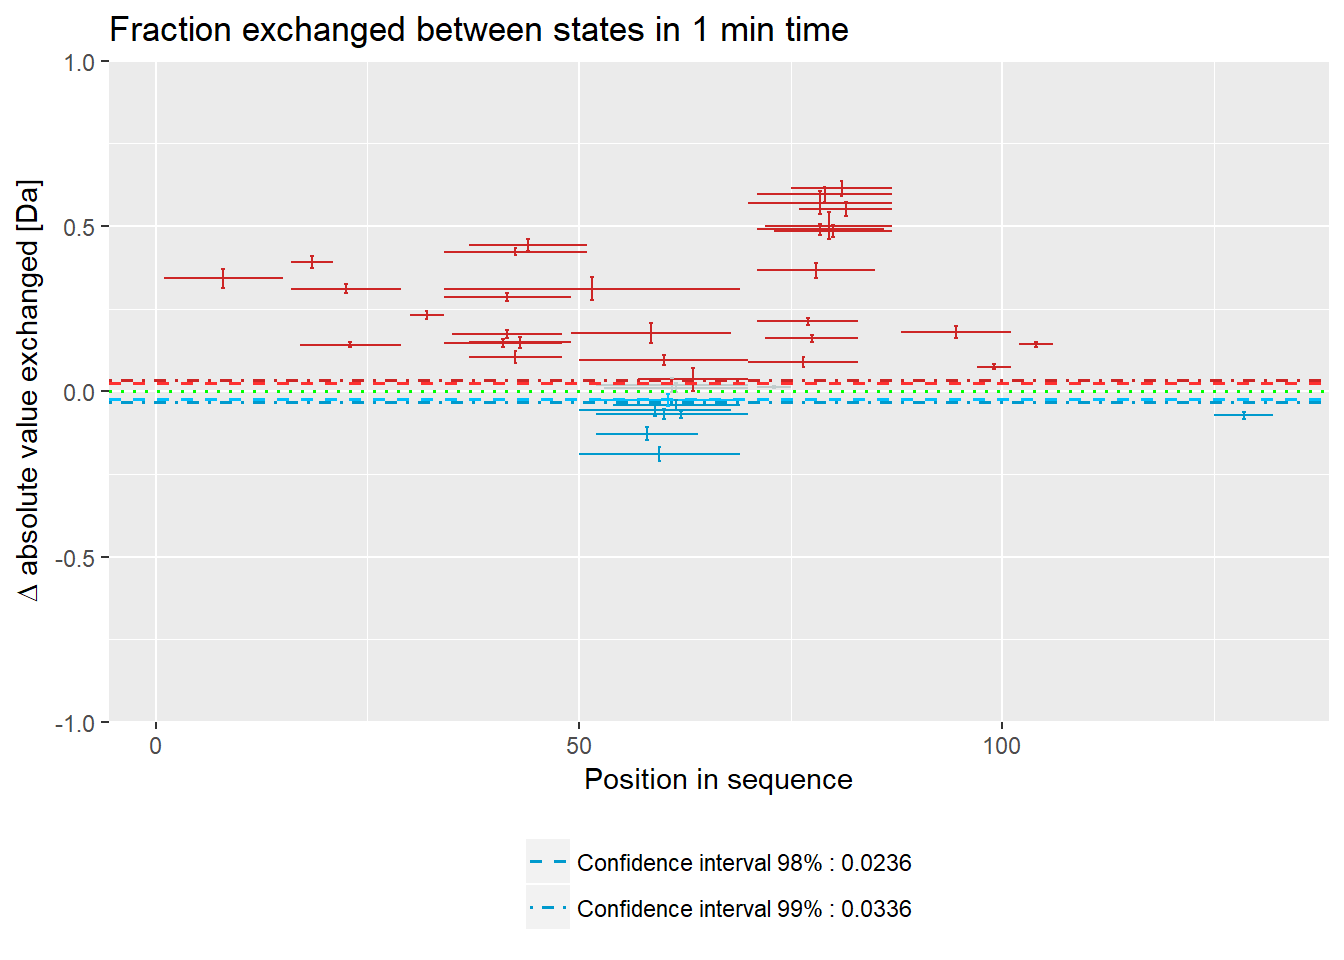 Fraction exchanged between states in 1 min time
Δ absolute value exchanged [Da]
1.0
0.5
0.0
-0.5
-1.0
0
50
100
Position in sequence
Confidence interval 98% : 0.0236
Confidence interval 99% : 0.0336